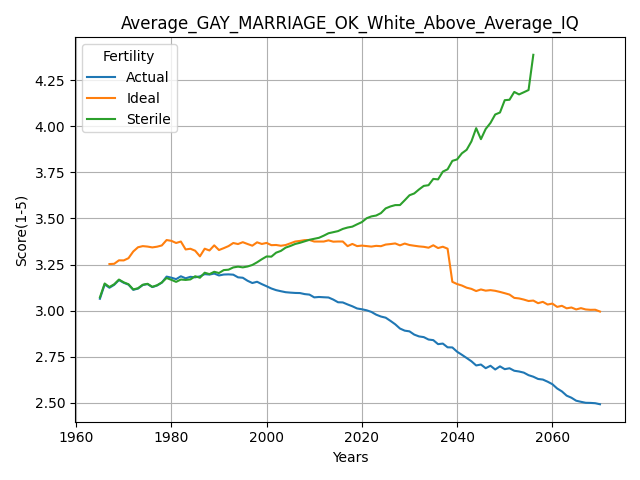 Average_GAY_MARRIAGE_OK_White_Above_Average_IQ
Fertility
Actual
Ideal
Sterile
Score(1-5)
4.25
4.00
3.75
3.50
3.25
3.00
2.75
2.50
1960
1980
2000
2020
2040
2060
Years